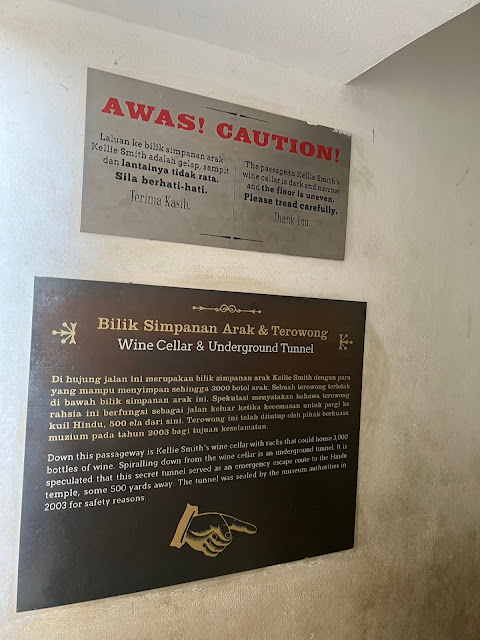 AWAS! CAUTION!
Laluan ke bilik simpanan arak
Kellie Smith adalah gelap, sempit
dan lantainya tidak rata.
Sila berhati-hati.
Terima Kasih.
The passage to Kellie Smith's
wine cellar is dark and narrow,
and the floor is uneven.
Please tread carefully.
Thank You
Bilik Simpanan Arak & Terowong
Wine Cellar & Underground Tunnel
Di hujung jalan ini merupakan bilik simpanan arak Kellie Smith dengan para
yang mampu menyimpan sehingga 3000 botol arak. Sebuah terowong terletak
di bawah bilik simpanan arak ini. Spekulasi menyatakan bahawa terowong
rahsia ini berfungsi sebagai jalan keluar ketika kecemasan untuk pergi ke
kuil Hindu, 500 ela dari sini. Terowong ini telah ditutup oleh pihak berkuasa
muzium pada tahun 2003 bagi tujuan keselamatan.
Down this passageway is Kellie Smith's wine cellar with racks that could house 3,000
bottles of wine. Spiralling down from the wine cellar is an underground tunnel. It is
speculated that this secret tunnel served as an emergency escape route to the Hindu
temple, some 500 yards away. The tunnel was sealed by the museum authorities in
2003 for safety reasons.